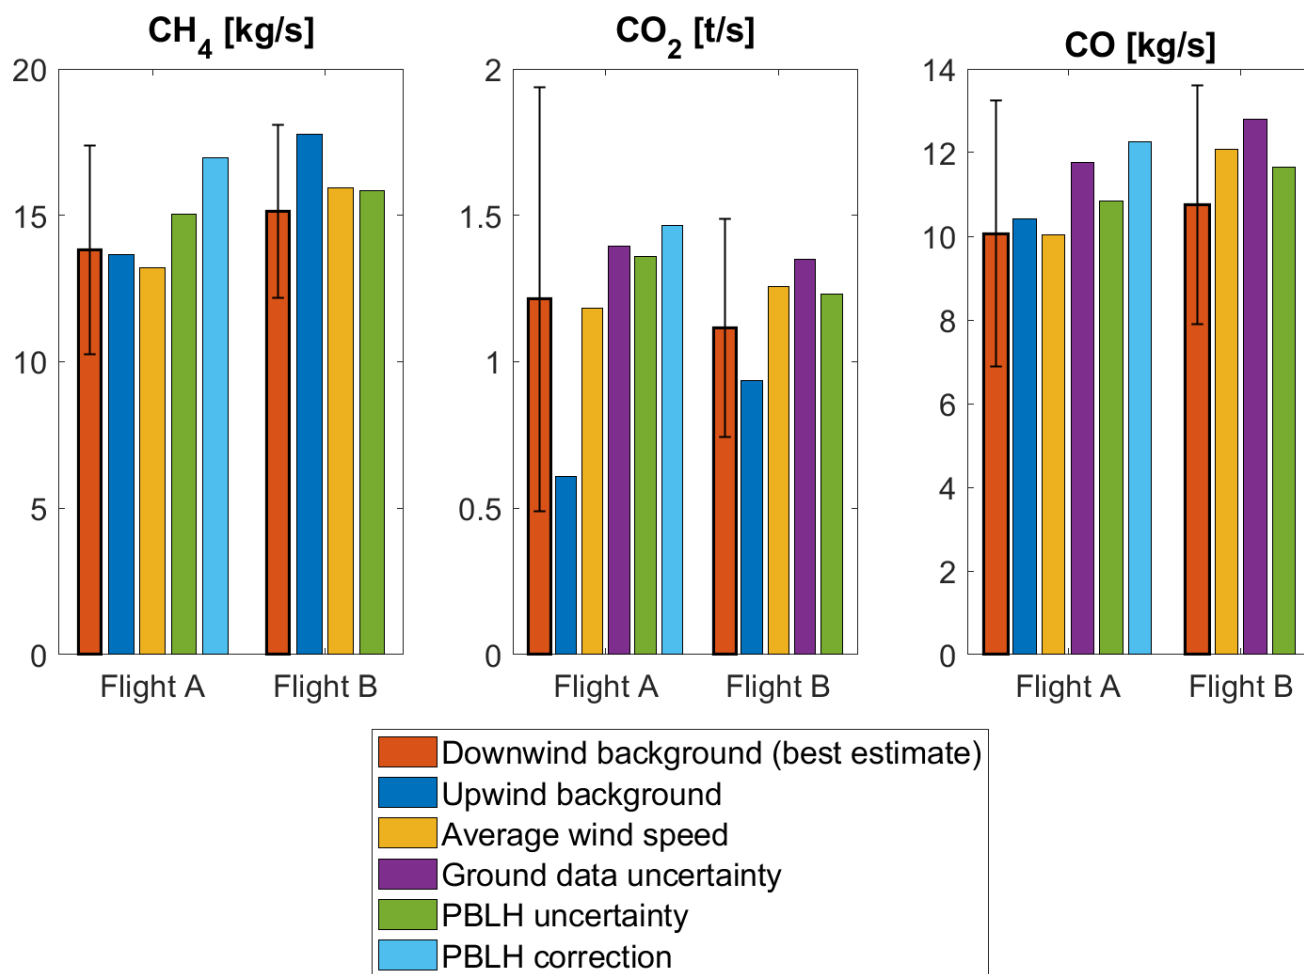 CH4 [kg/s]
20
15
10
5
0
Flight A
Flight B
CO2 [t/s]
2
1.5
1
0.5
0
Flight A
Flight B
CO [kg/s]
14
12
10
8
6
4
2
0
Flight A
Flight B
Downwind background (best estimate)
Upwind background
Average wind speed
Ground data uncertainty
PBLH uncertainty
PBLH correction